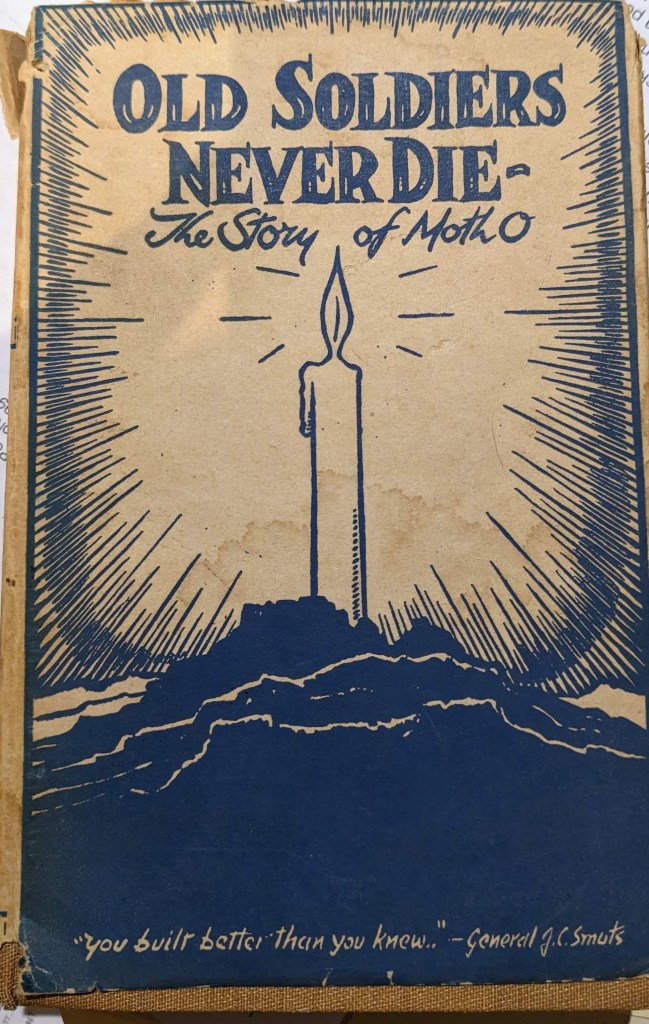 OLD SOLDIERS
NEVER DIE-
The Story of Moth O
"you built better than you knew.." - General J.C. Smuts